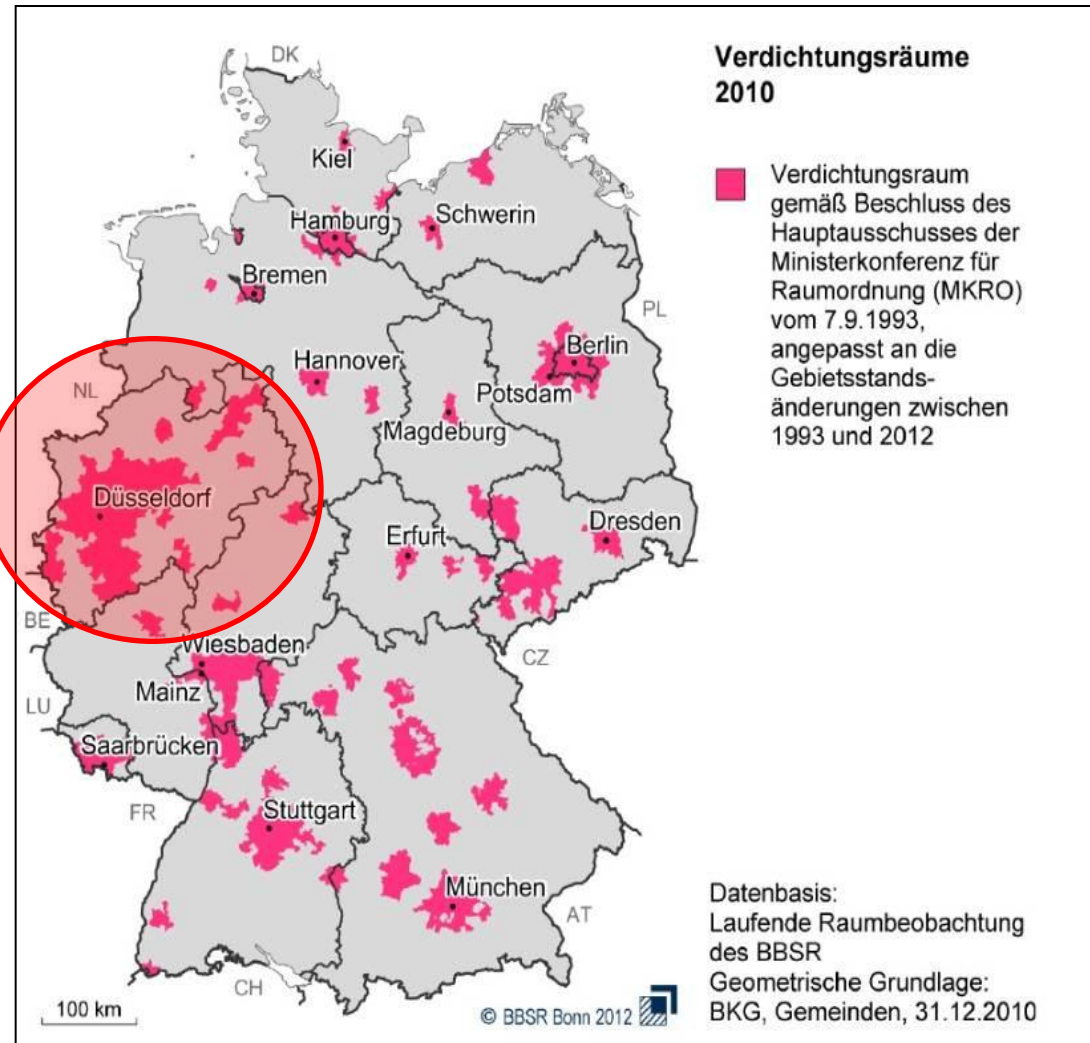 Verdichtungsräume
2010
Verdichtungsraum
gemäß Beschluss des
Hauptausschusses der
Ministerkonferenz für
Raumordnung (MKRO)
vom 7.9.1993,
angepasst an die
Gebietsstands-
änderungen zwischen
1993 und 2012
DK
Kiel
Hamburg
Schwerin
Bremen
PL
Hannover
Berlin
NL
Potsdam
Magdeburg
Düsseldorf
Erfurt
Dresden
BE
Wiesbaden
CZ
Mainz
LU
Saarbrücken
FR
Stuttgart
München
AT
CH
100 km
© BBSR Bonn 2012
Datenbasis:
Laufende Raumbeobachtung
des BBSR
Geometrische Grundlage:
BKG, Gemeinden, 31.12.2010